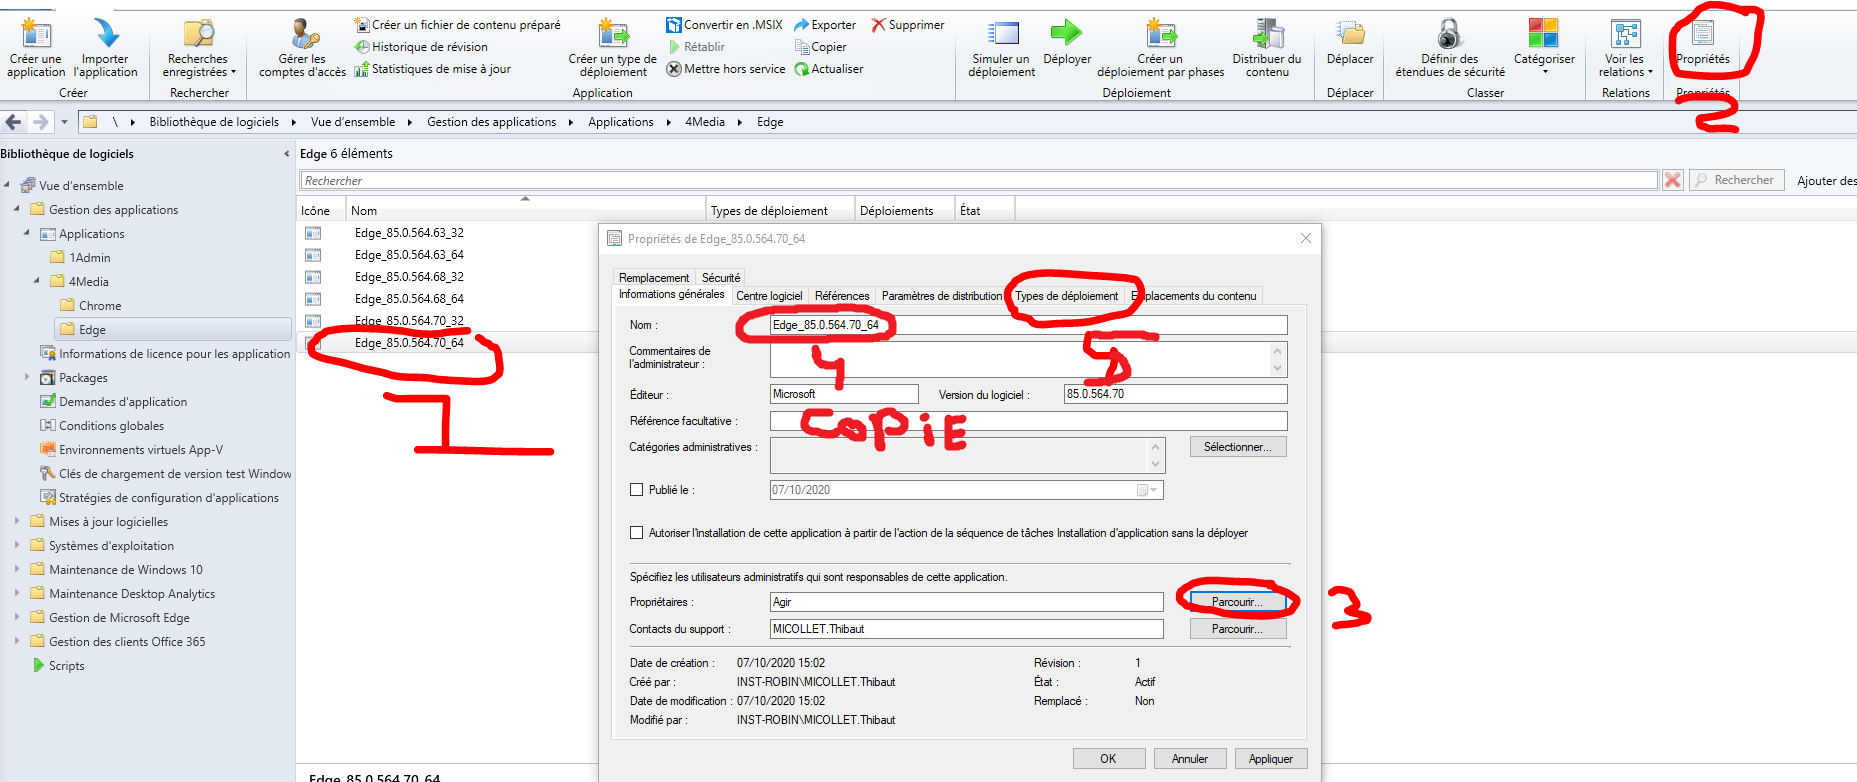 Créer une application
Importer l'application
Créer
Recherches enregistrées
Rechercher
Gérer les comptes d'accès
Créer un fichier de contenu préparé
Historique de révision
Statistiques de mise à jour
Créer un type de déploiement
Convertir en .MSIX
Rétablir
Mettre hors service
Exporter
Copier
Actualiser
Supprimer
Application
Simuler un déploiement
Déployer
Créer un déploiement par phases
Distribuer du contenu
Déploiement
Déplacer
Déplacer
Définir des étendues de sécurité
Catégoriser
Classer
Voir les relations
Relations
Propriétés
Propriétés
2
\ Bibliothèque de logiciels Vue d'ensemble Gestion des applications Applications 4Media Edge
Bibliothèque de logiciels
Vue d'ensemble
Gestion des applications
Applications
1Admin
4Media
Chrome
Edge
Informations de licence pour les application
Packages
Demandes d'application
Conditions globales
Environnements virtuels App-V
Clés de chargement de version test Window
Stratégies de configuration d'applications
Mises à jour logicielles
Systèmes d'exploitation
Maintenance de Windows 10
Maintenance Desktop Analytics
Gestion de Microsoft Edge
Gestion des clients Office 365
Scripts
Edge 6 éléments
Rechercher
Rechercher
Ajouter des
Icône Nom Types de déploiement Déploiements État
Edge_85.0.564.63_32
Edge_85.0.564.63_64
Edge_85.0.564.68_32
Edge_85.0.564.68_64
Edge_85.0.564.70_32
Edge_85.0.564.70_64
1
Propriétés de Edge_85.0.564.70_64
Remplacement Sécurité
Informations générales Centre logiciel Références Paramètres de distribution Types de déploiement Emplacements du contenu
Nom : Edge_85.0.564.70_64
4
5
Commentaires de l'administrateur :
Éditeur : Microsoft Version du logiciel : 85.0.564.70
Référence facultative :
COPiE
Catégories administratives : Sélectionner...
Publié le : 07/10/2020
Autoriser l'installation de cette application à partir de l'action de la séquence de tâches Installation d'application sans la déployer
Spécifiez les utilisateurs administratifs qui sont responsables de cette application.
Propriétaires : Agir Parcourir...
3
Contacts du support : MICOLLET.Thibaut Parcourir...
Date de création : 07/10/2020 15:02 Révision : 1
Créé par : INST-ROBIN\MICOLLET.Thibaut État : Actif
Date de modification : 07/10/2020 15:02 Remplacé : Non
Modifié par : INST-ROBIN\MICOLLET.Thibaut
OK Annuler Appliquer
Edge_85.0.564.70_64